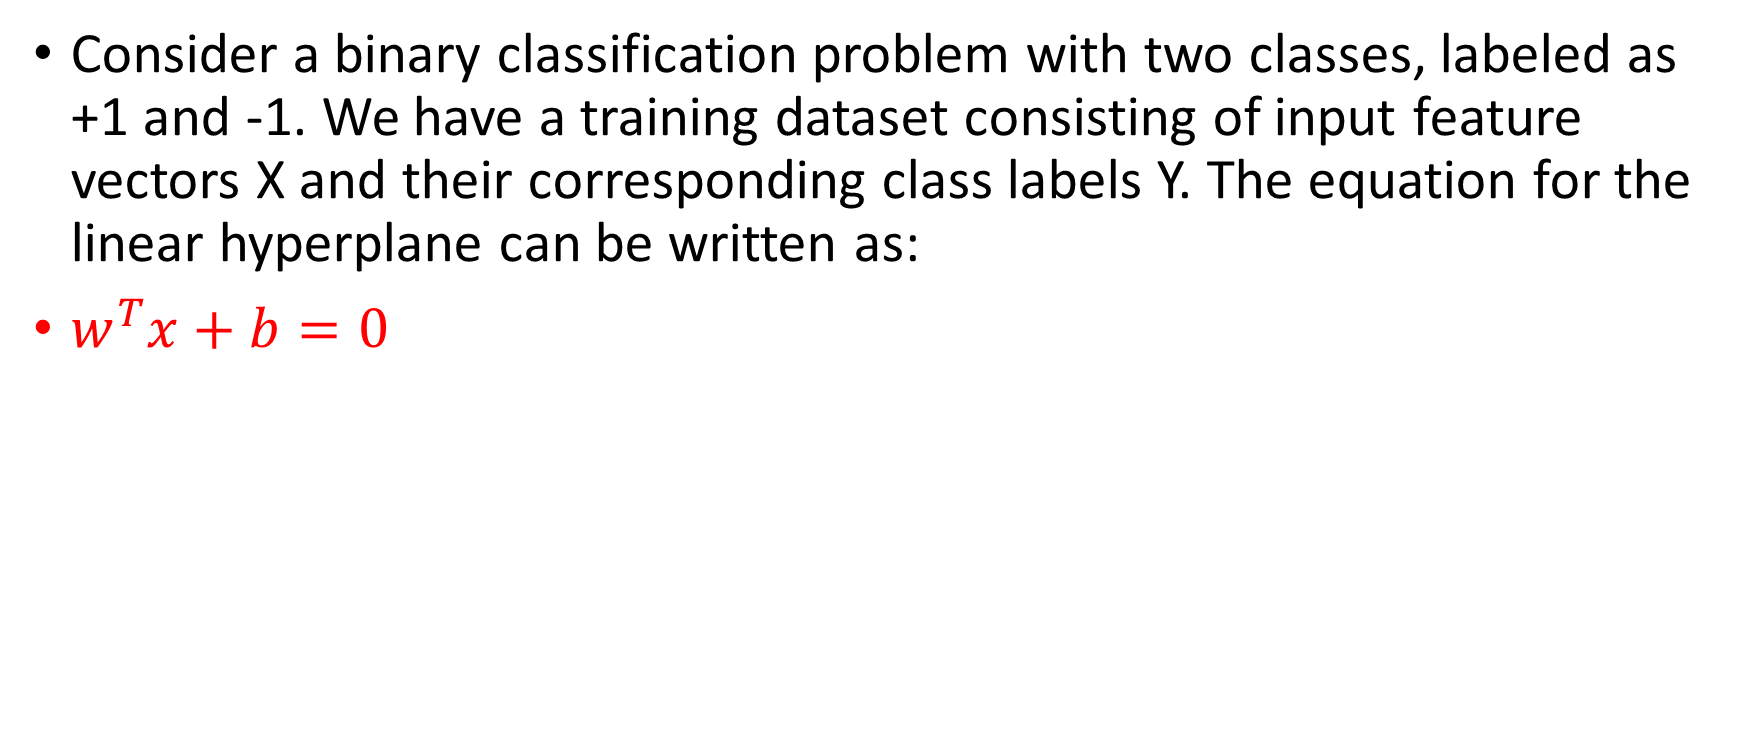 • Consider a binary classification problem with two classes, labeled as
+1 and -1. We have a training dataset consisting of input feature
vectors X and their corresponding class labels Y. The equation for the
linear hyperplane can be written as:
• wᵀx + b = 0